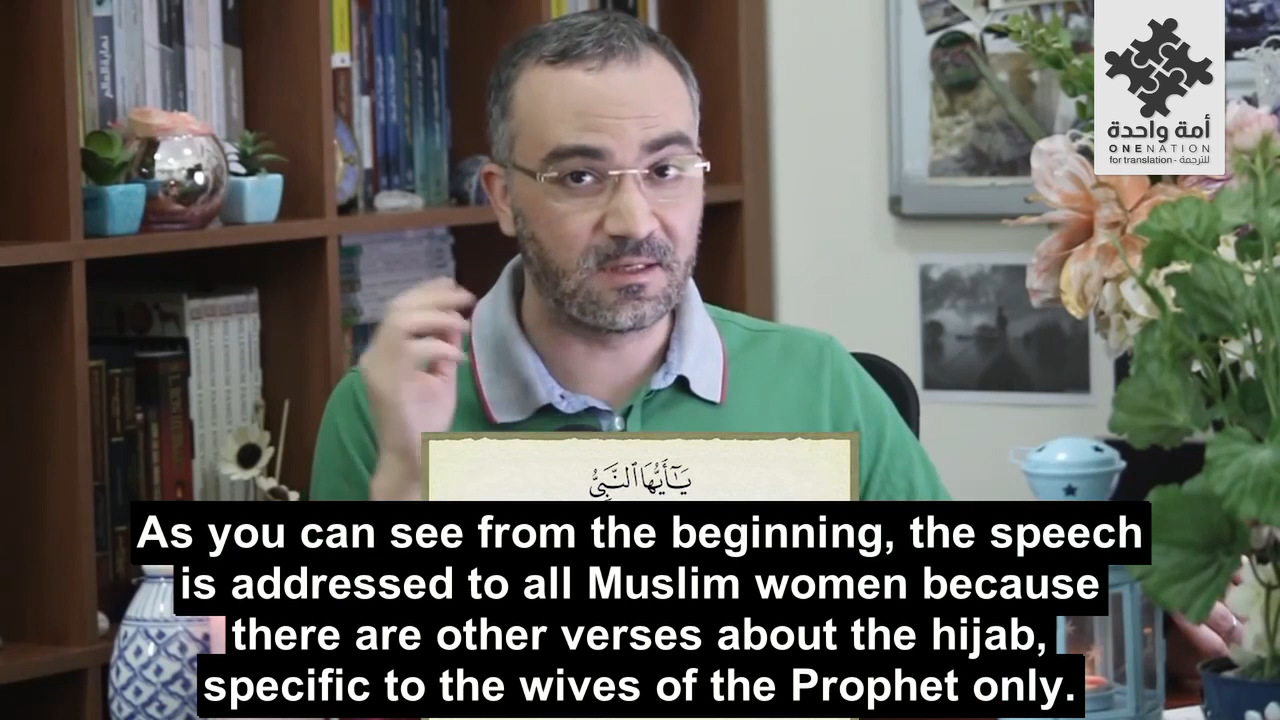 أمة واحدة
ONENATION
for translation - للترجمة
يَٰٓأَيُّهَا ٱلنَّبِيُّ
As you can see from the beginning, the speech
is addressed to all Muslim women because
there are other verses about the hijab,
specific to the wives of the Prophet only.